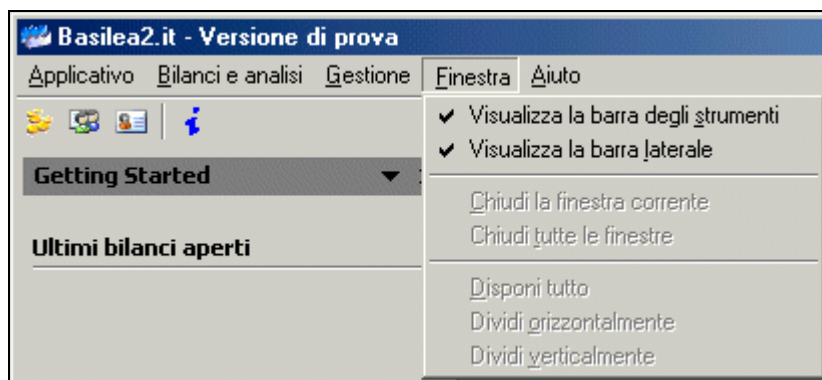 Basilea2.it - Versione di prova
Applicativo Bilanci e analisi Gestione Finestra Aiuto
Visualizza la barra degli strumenti
Visualizza la barra laterale
Getting Started
Chiudi la finestra corrente
Chiudi tutte le finestre
Ultimi bilanci aperti
Disponi tutto
Dividi orizzontalmente
Dividi verticalmente